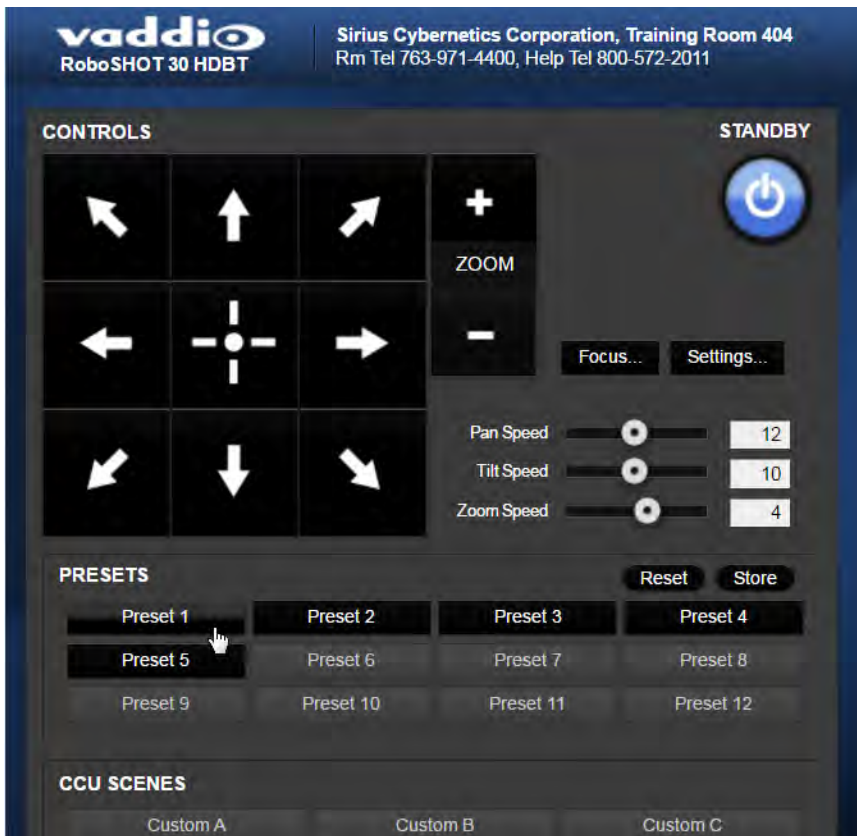 vaddio
RoboSHOT 30 HDBT
Sirius Cybernetics Corporation, Training Room 404
Rm Tel 763-971-4400, Help Tel 800-572-2011
CONTROLS
STANDBY
+
ZOOM
-
Focus... Settings...
Pan Speed 12
Tilt Speed 10
Zoom Speed 4
PRESETS
Reset Store
Preset 1 Preset 2 Preset 3 Preset 4
Preset 5 Preset 6 Preset 7 Preset 8
Preset 9 Preset 10 Preset 11 Preset 12
CCU SCENES
Custom A Custom B Custom C